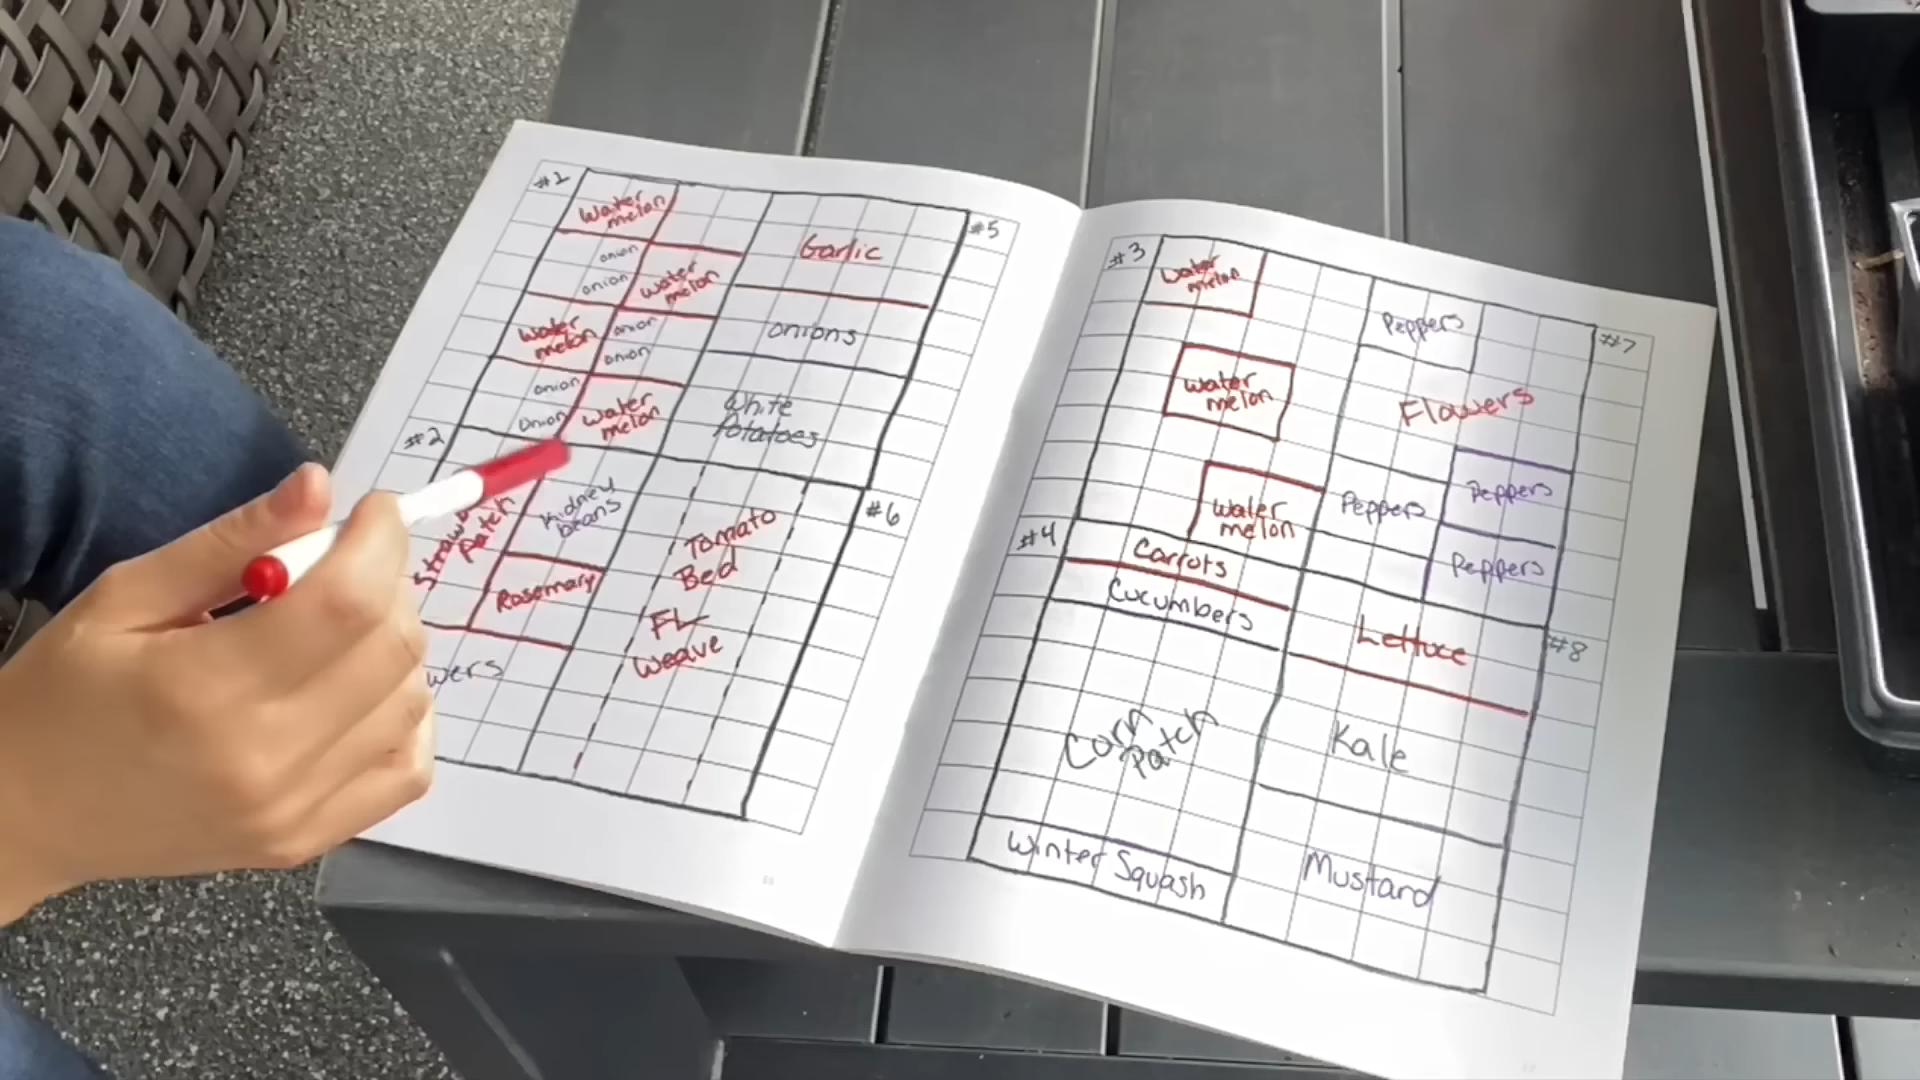 #1
Water
melon
onion
onion
Water
melon
Water
melon
onion
onion
onion
Onion
Water
melon
#5
Garlic
onions
White
Potatoes
#2
Patch
Kidney
beans
Rosemary
wers
#6
Tomato
Bed
FL
Weave
#3
Water
melon
Water
melon
Water
melon
#7
Peppers
Flowers
Peppers
Peppers
Peppers
#4
Carrots
Cucumbers
Corn
Patch
Winter Squash
#8
Lettuce
Kale
Mustard